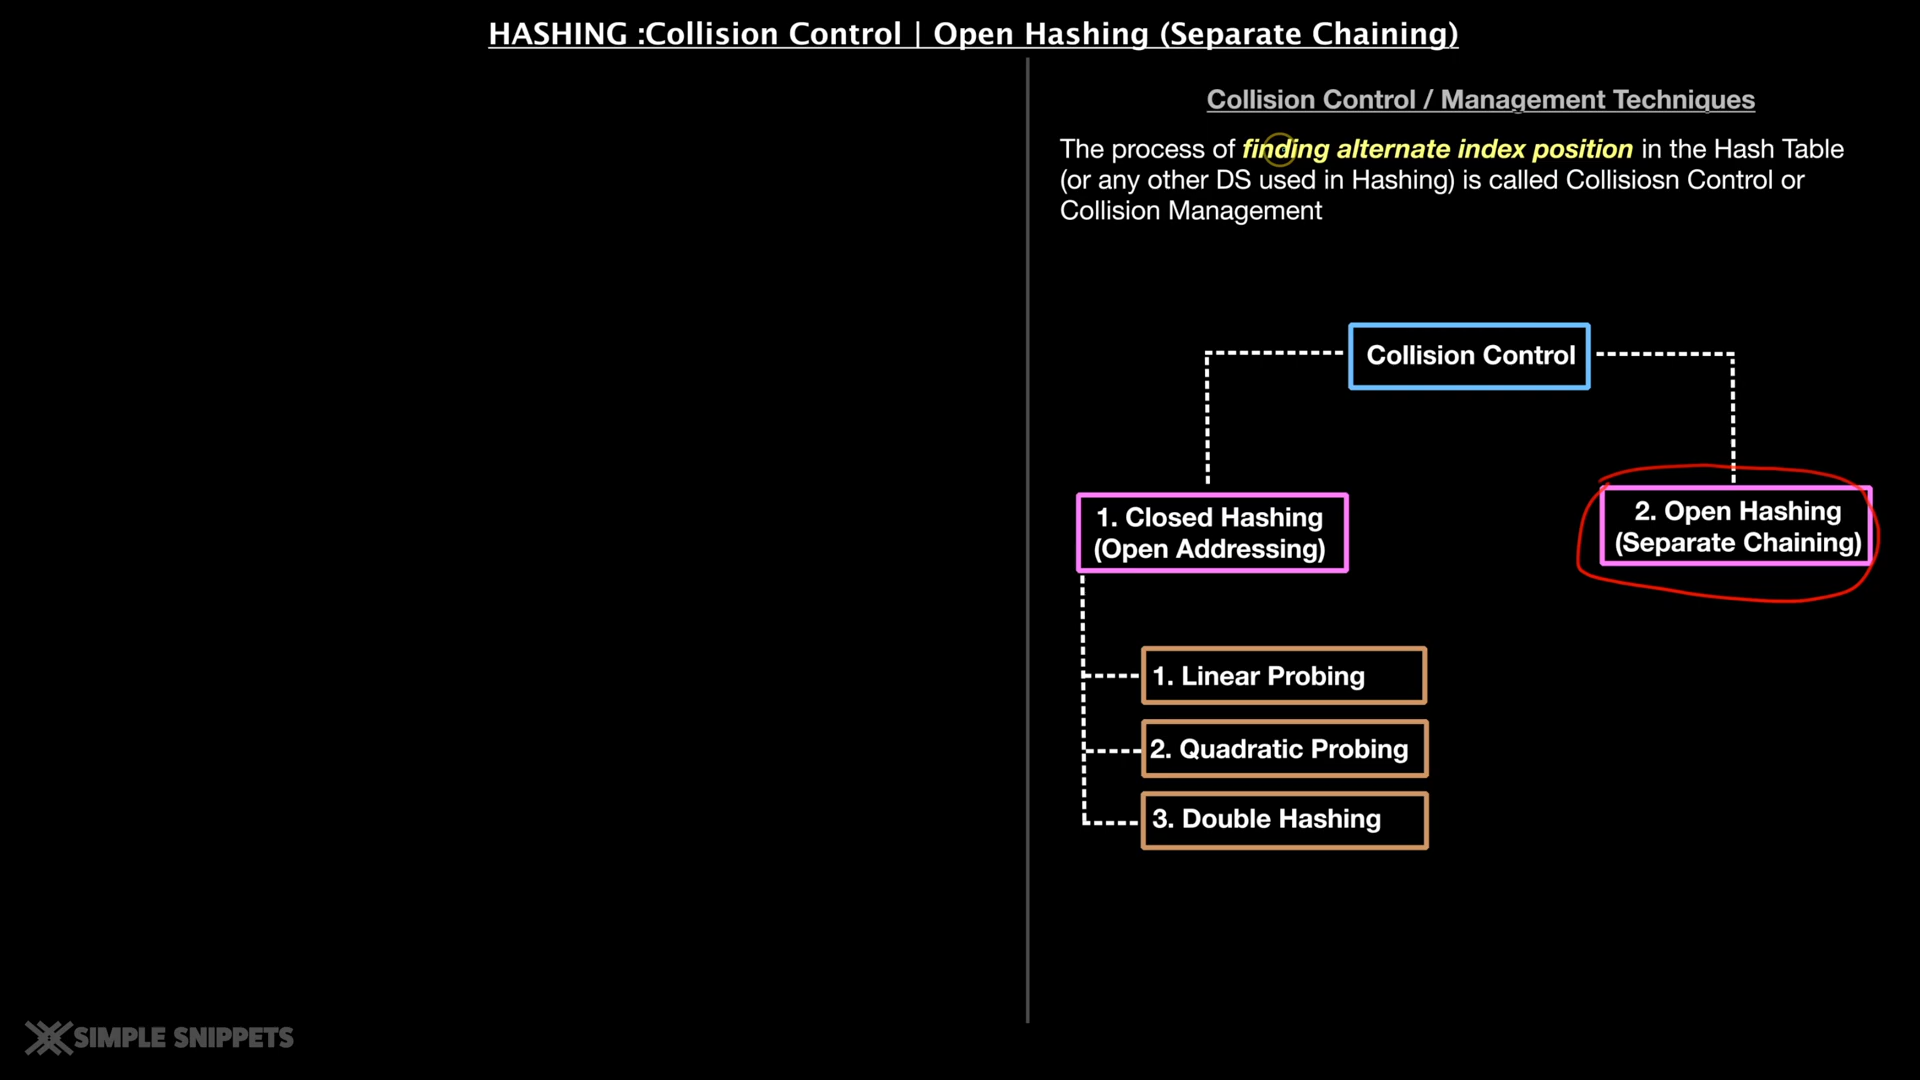 HASHING :Collision Control | Open Hashing (Separate Chaining)
Collision Control / Management Techniques
The process of finding alternate index position in the Hash Table
(or any other DS used in Hashing) is called Collisiosn Control or
Collision Management
Collision Control
1. Closed Hashing
(Open Addressing)
2. Open Hashing
(Separate Chaining)
1. Linear Probing
2. Quadratic Probing
3. Double Hashing
SIMPLE SNIPPETS